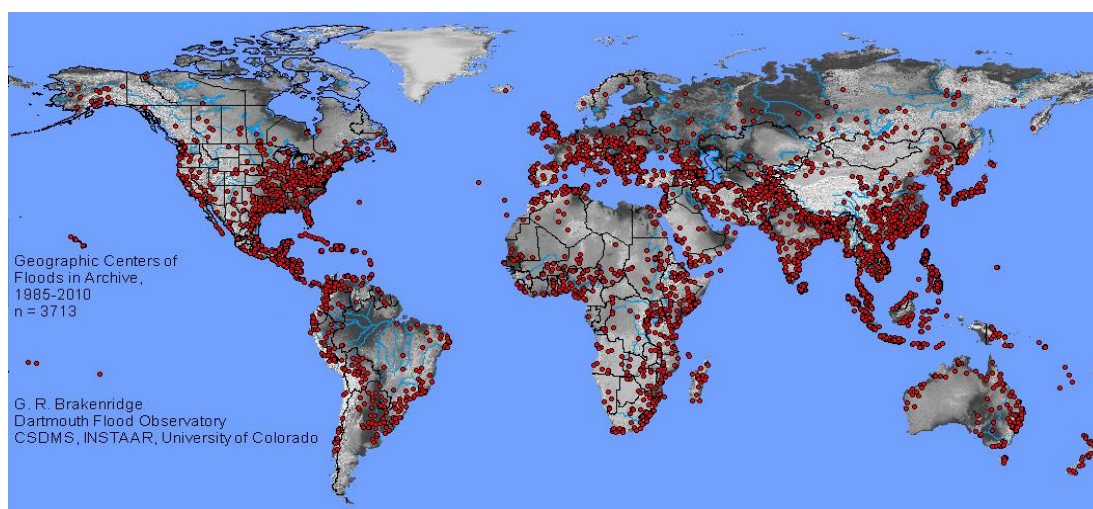 Geographic Centers of
Floods in Archive,
1985-2010
n = 3713
G. R. Brakenridge
Dartmouth Flood Observatory
CSDMS, INSTAAR, University of Colorado